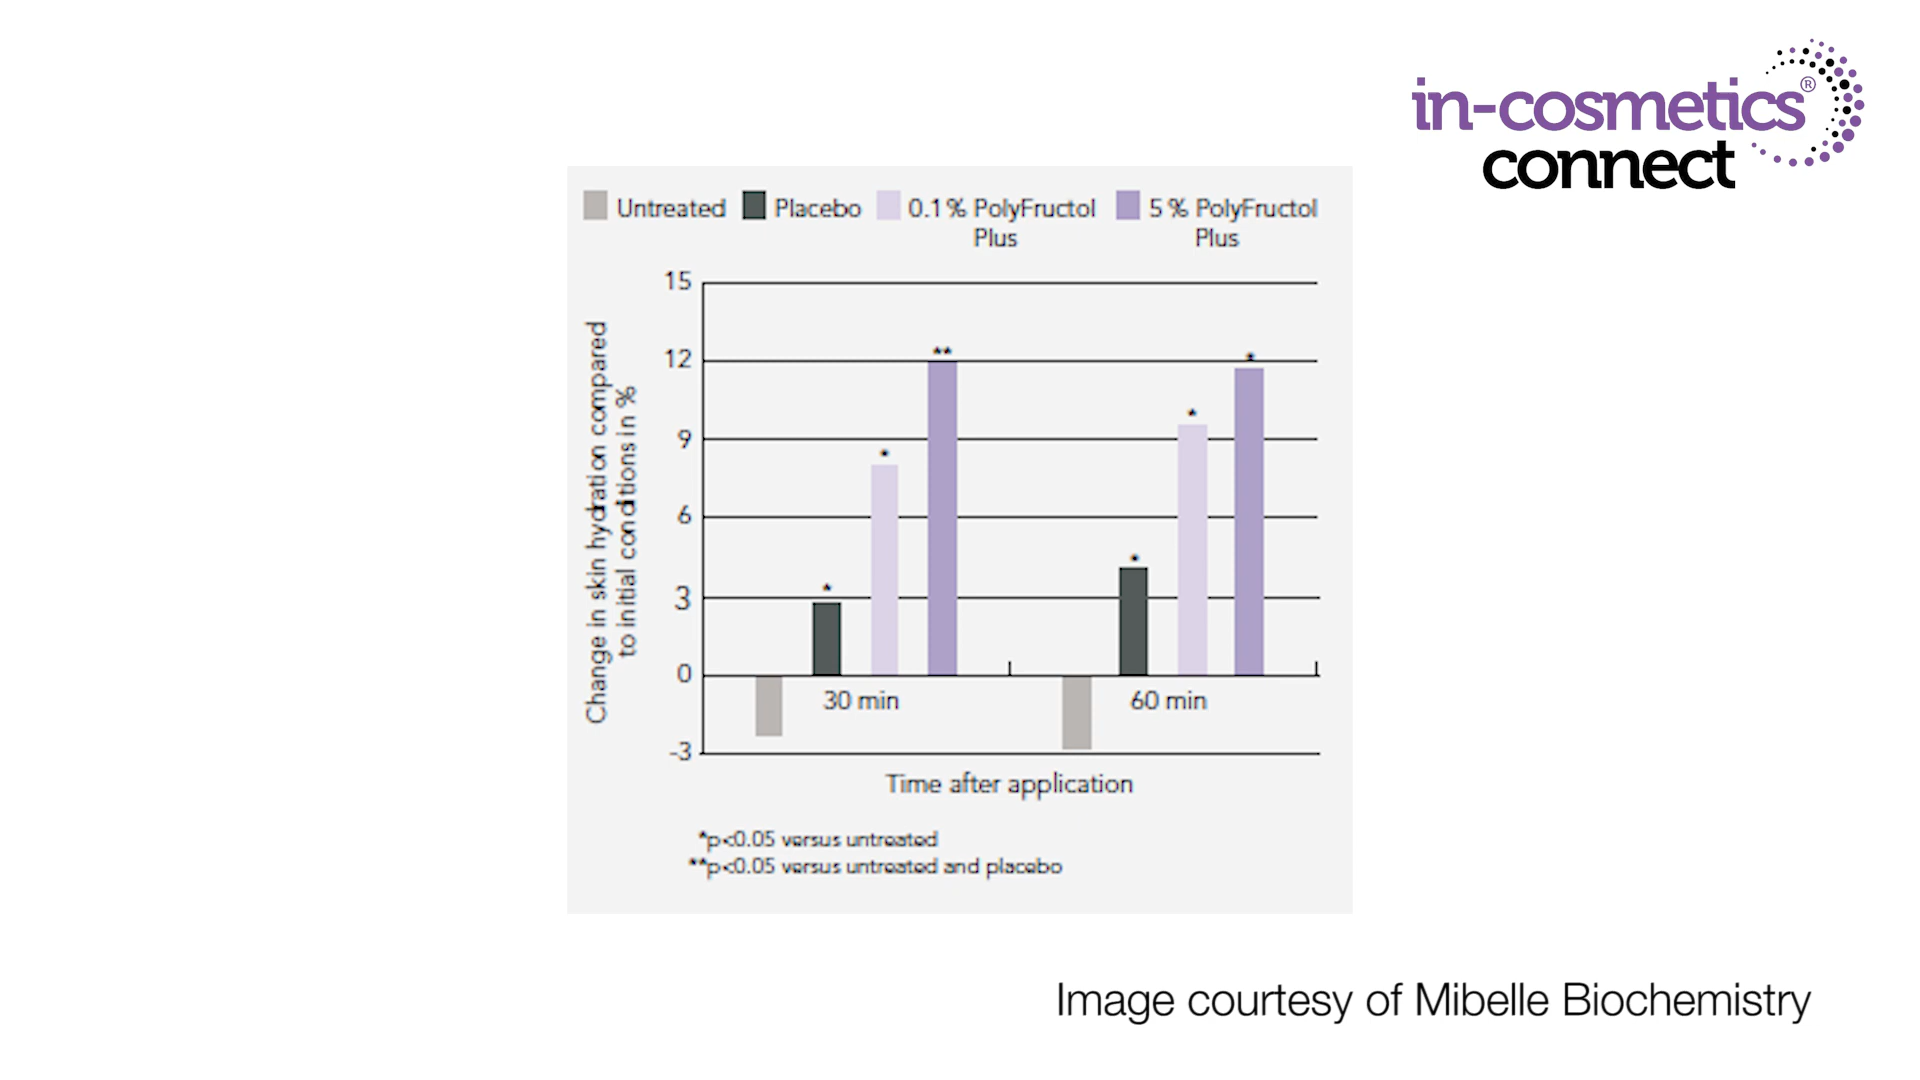 in-cosmetics®
connect
Untreated Placebo 0.1% PolyFructol Plus 5% PolyFructol Plus
Change in skin hydration compared
to initial conditions in %
15
12
9
6
3
0
-3
30 min 60 min
Time after application
*
*
**
*
*
*
*p<0.05 versus untreated
**p<0.05 versus untreated and placebo
Image courtesy of Mibelle Biochemistry